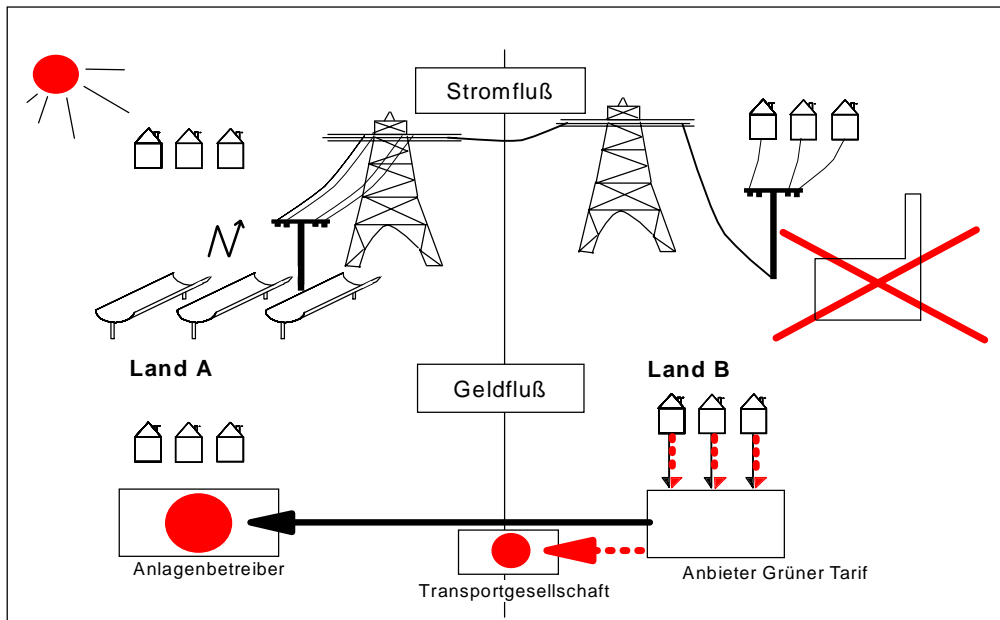 Stromfluß
Land A
Geldfluß
Land B
Anlagenbetreiber
Transportgesellschaft
Anbieter Grüner Tarif